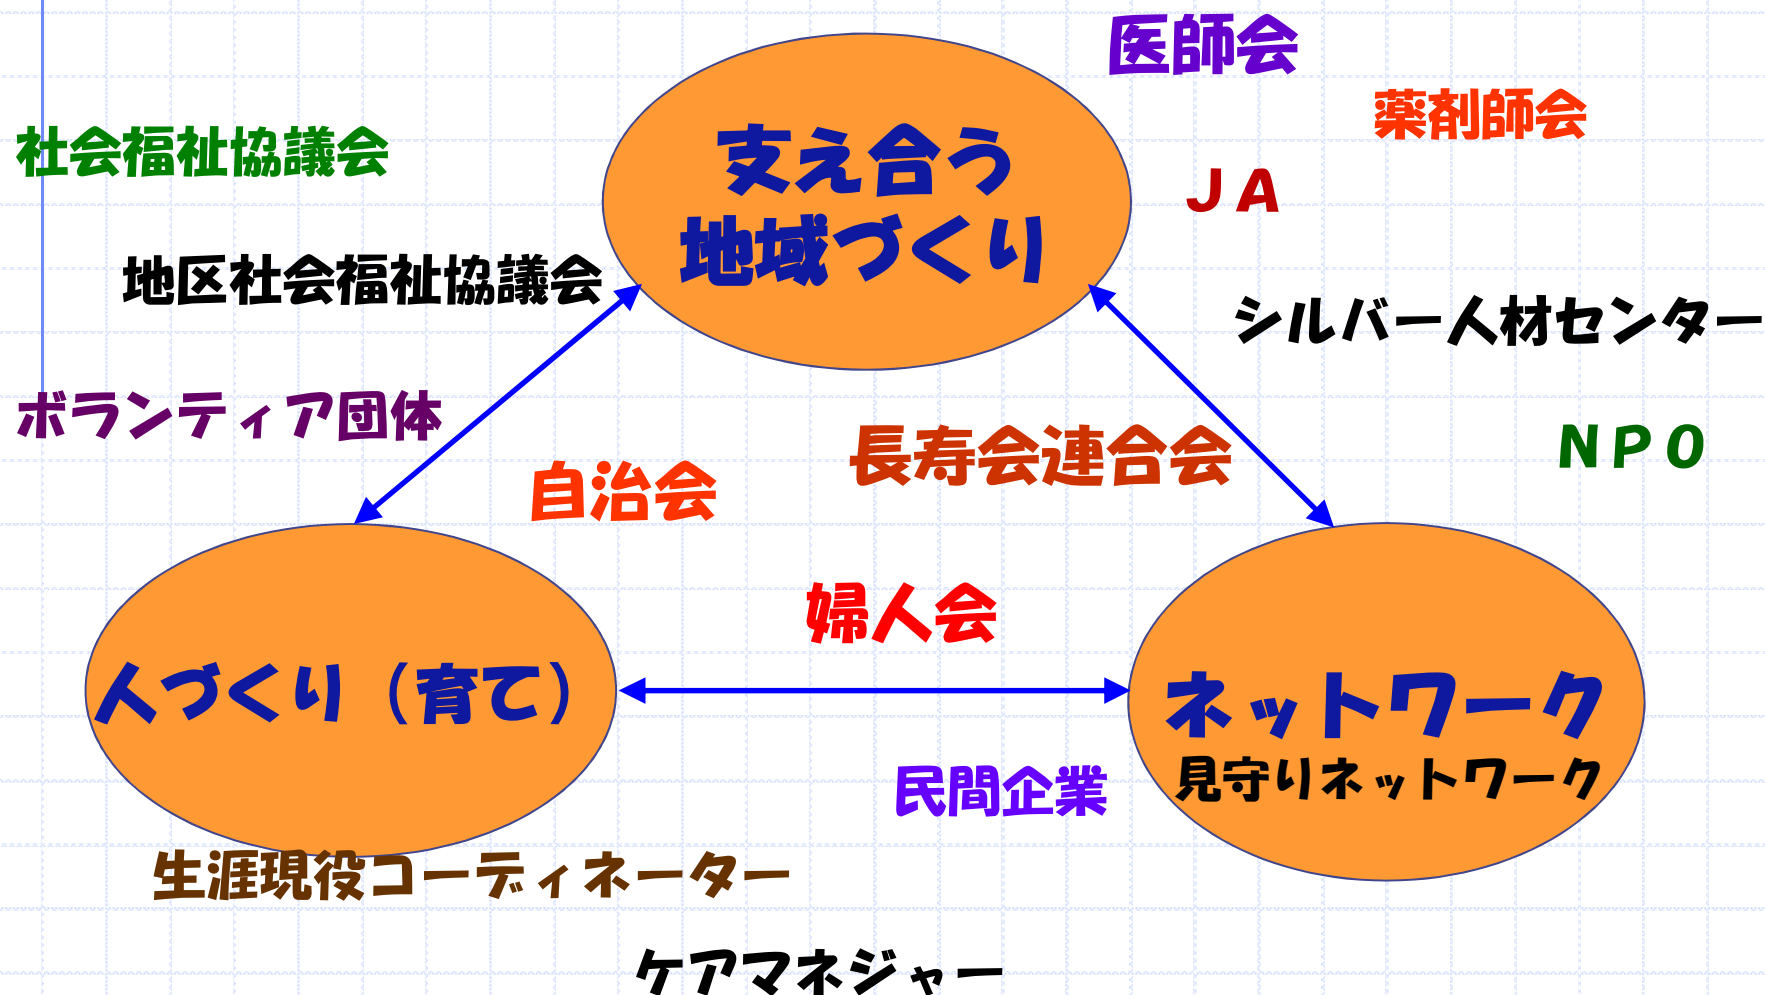 医師会
薬剤師会
社会福祉協議会
支え合う
地域づくり
JA
地区社会福祉協議会
シルバー人材センター
ボランティア団体
長寿会連合会
NPO
自治会
婦人会
人づくり（育て）
ネットワーク
見守りネットワーク
民間企業
生涯現役コーディネーター
ケアマネジャー